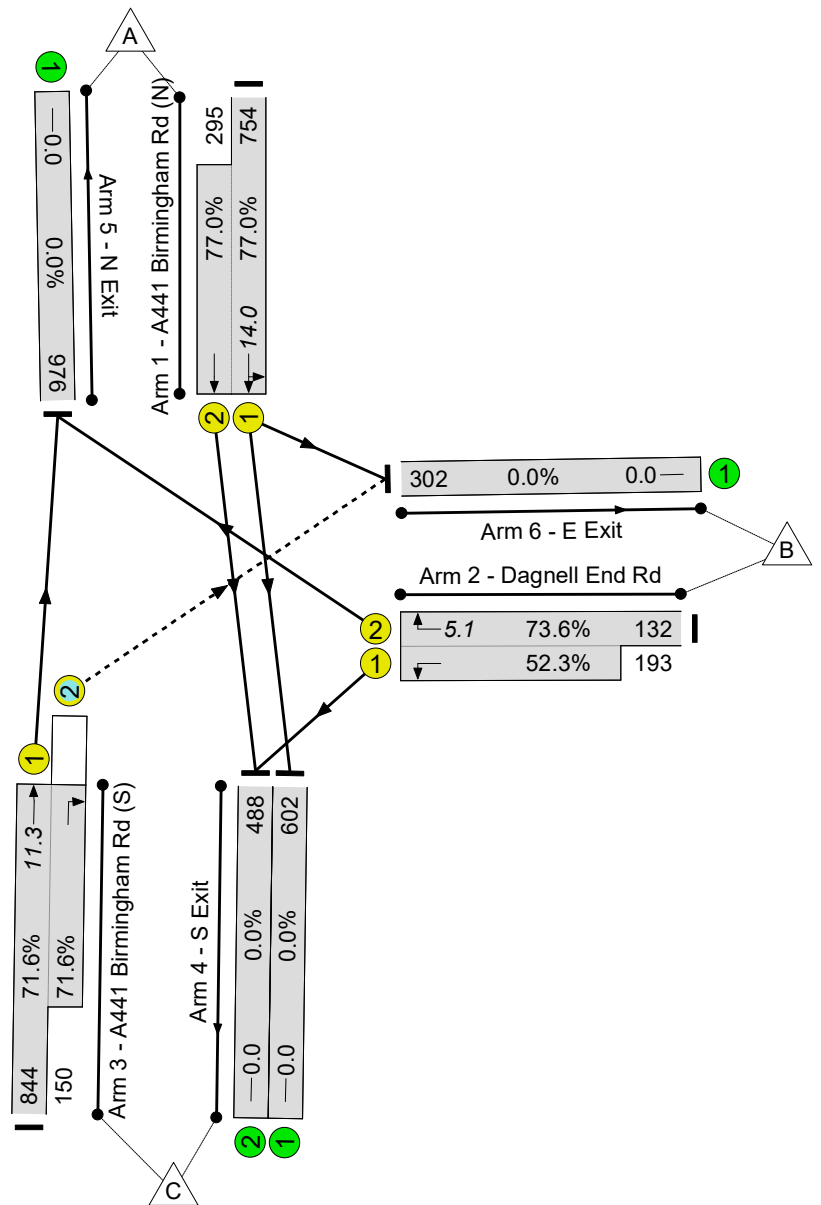 A
1
0.0 0.0% 976
Arm 5 - N Exit
Arm 1 - A441 Birmingham Rd (N)
295 77.0%
754 77.0% 14.0
2
1
302 0.0% 0.0
1
Arm 6 - E Exit
B
Arm 2 - Dagnell End Rd
2
5.1 73.6% 132
1
52.3% 193
2
1
844 71.6% 11.3
150 71.6%
Arm 3 - A441 Birmingham Rd (S)
Arm 4 - S Exit
488 0.0% 0.0
602 0.0% 0.0
2
1
C